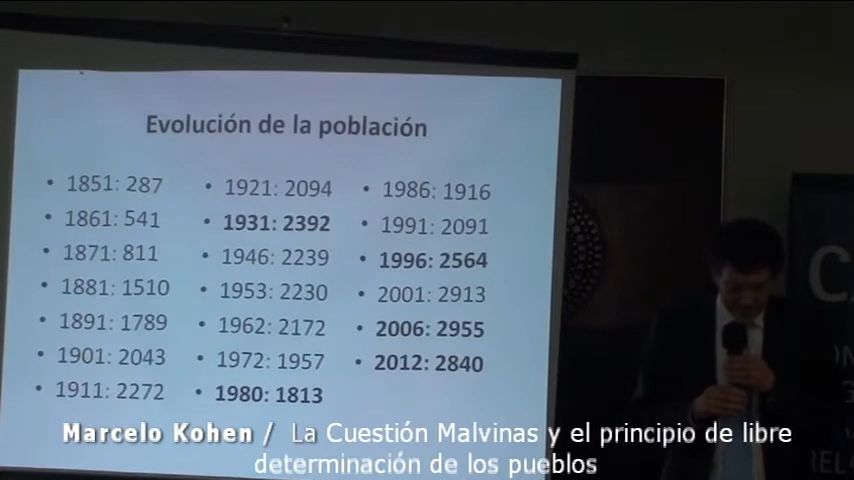 Evolución de la población
• 1851: 287
• 1861: 541
• 1871: 811
• 1881: 1510
• 1891: 1789
• 1901: 2043
• 1911: 2272
• 1921: 2094
• 1931: 2392
• 1946: 2239
• 1953: 2230
• 1962: 2172
• 1972: 1957
• 1980: 1813
• 1986: 1916
• 1991: 2091
• 1996: 2564
• 2001: 2913
• 2006: 2955
• 2012: 2840
Marcelo Kohen / La Cuestión Malvinas y el principio de libre
determinación de los pueblos